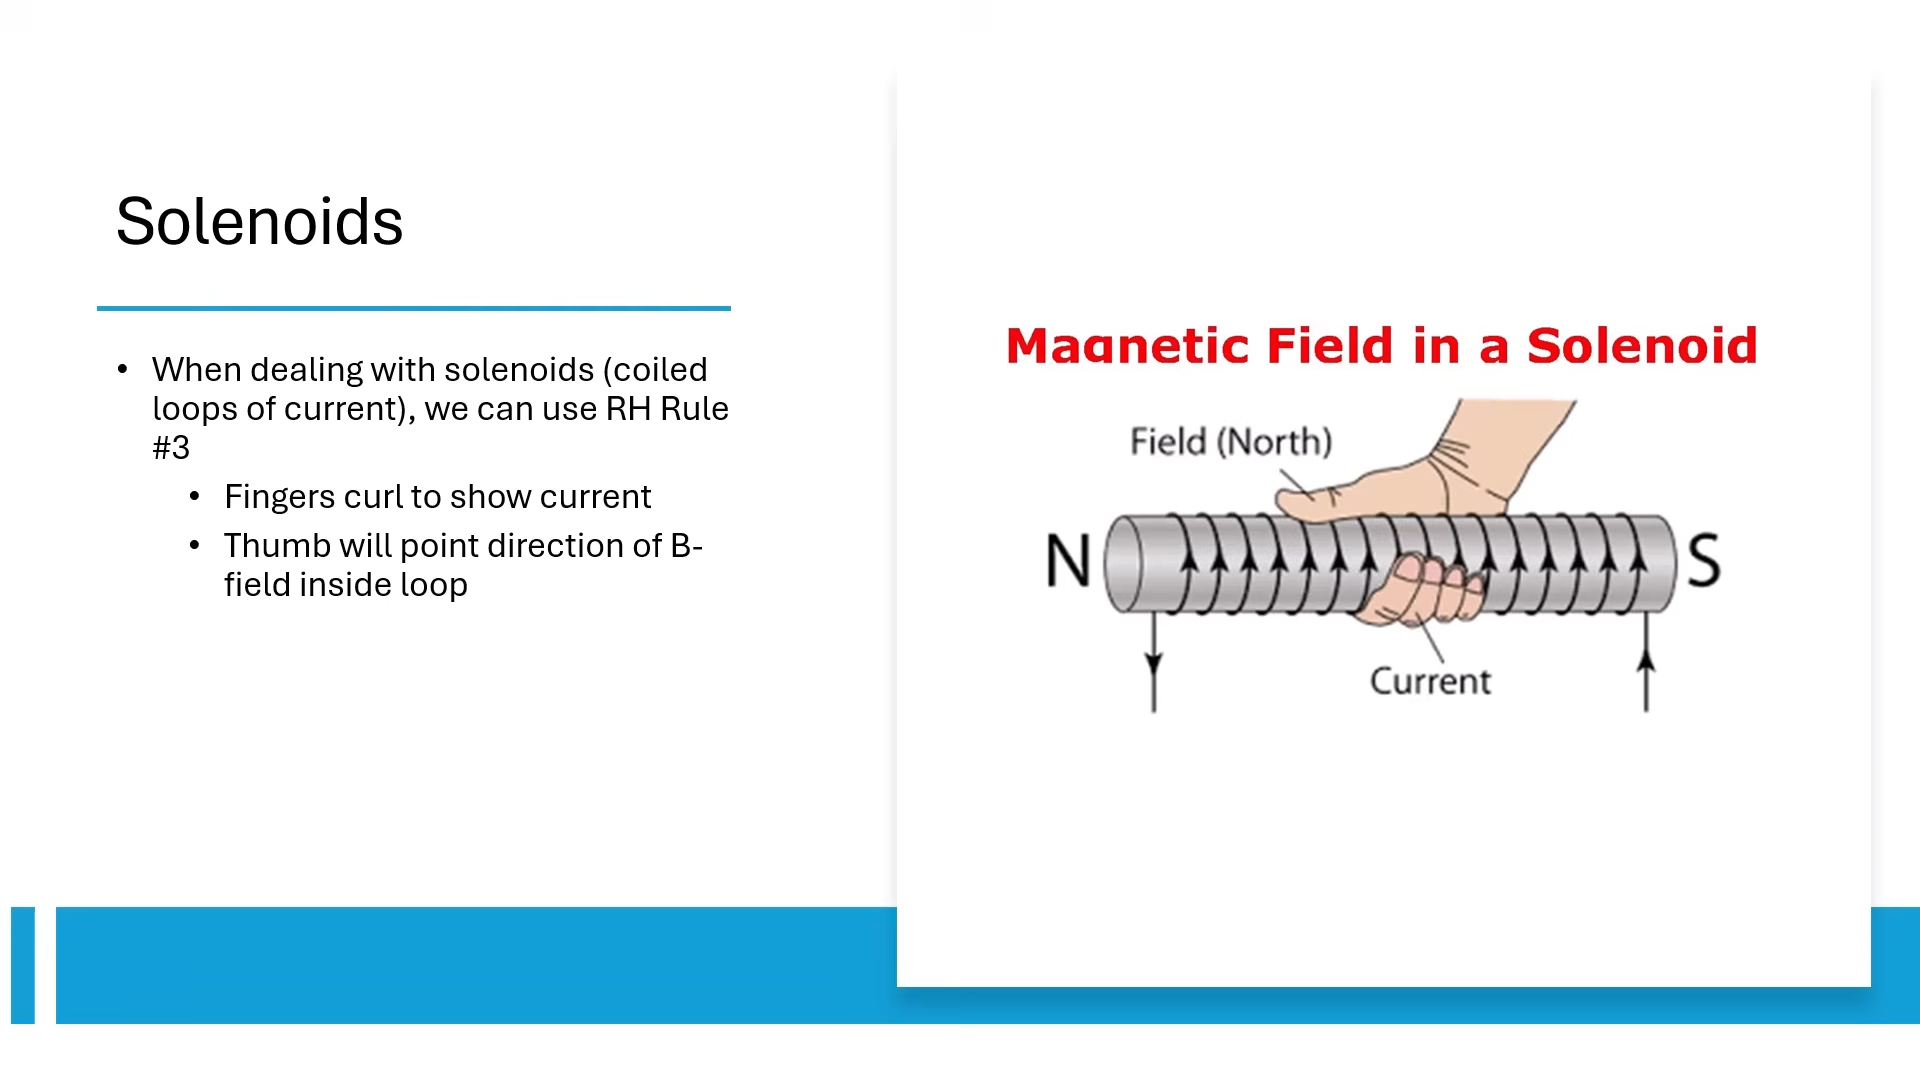 Solenoids
• When dealing with solenoids (coiled
loops of current), we can use RH Rule
#3
• Fingers curl to show current
• Thumb will point direction of B-
field inside loop
Magnetic Field in a Solenoid
Field (North)
N
S
Current